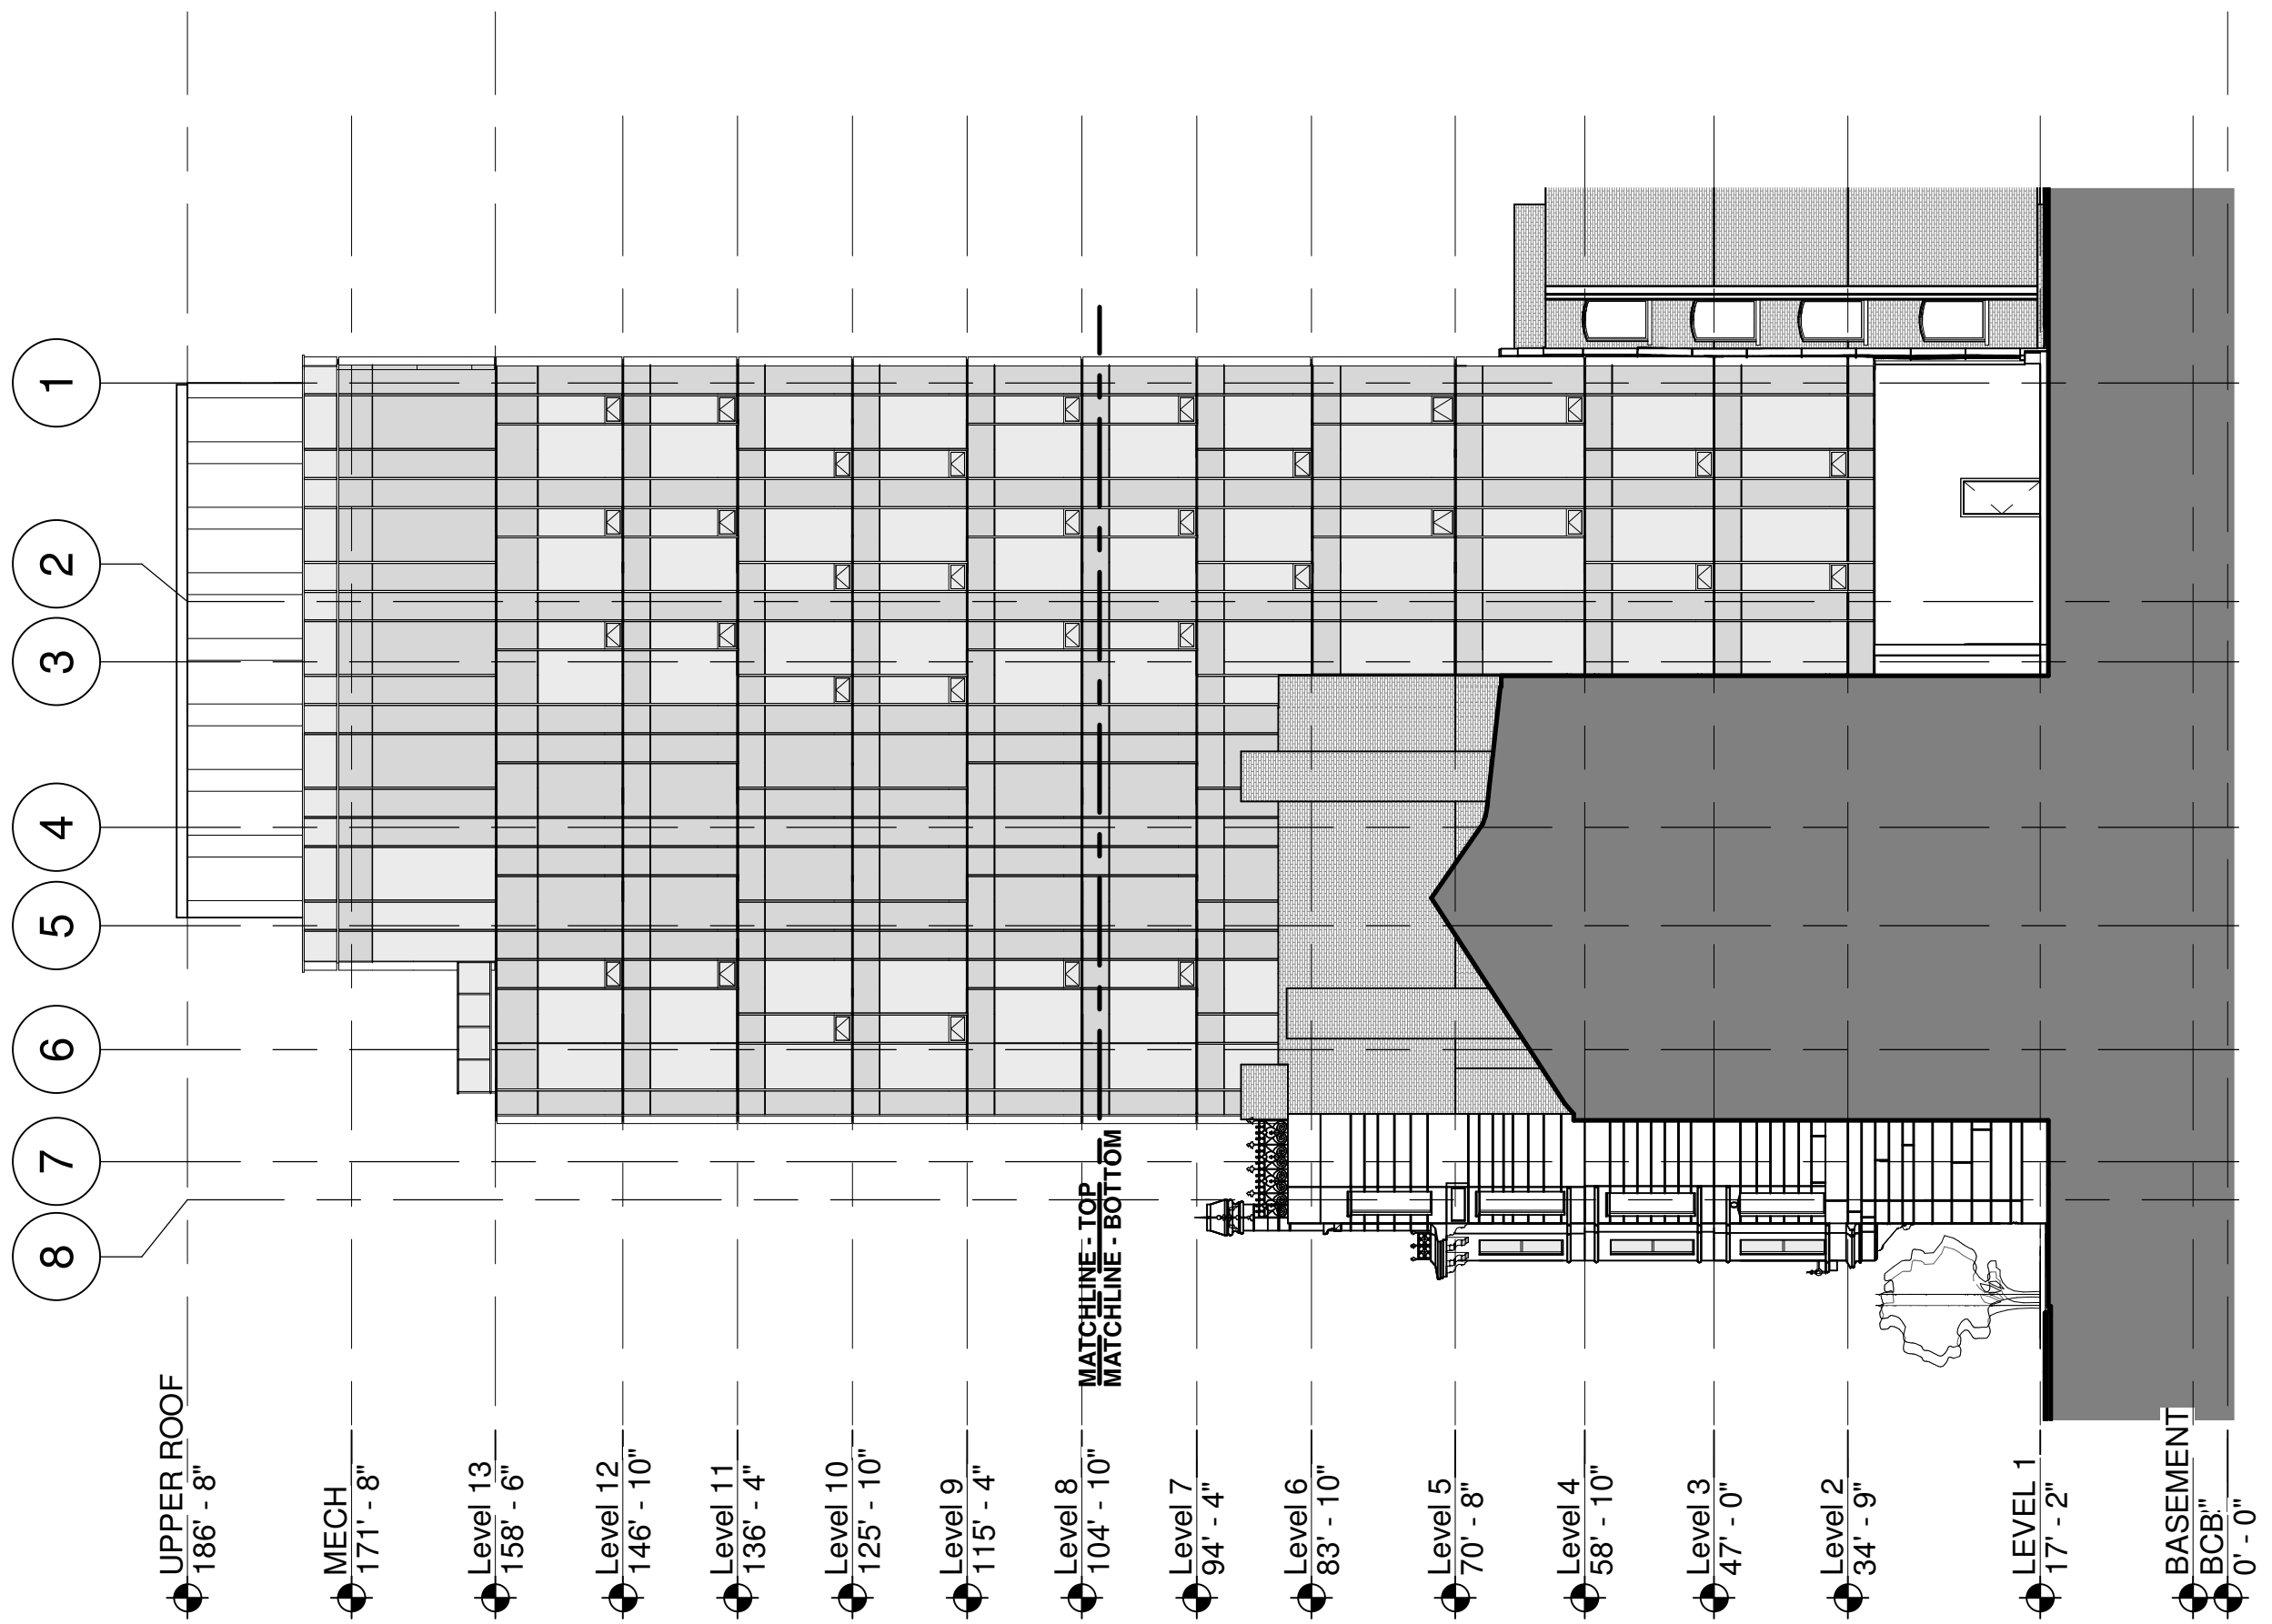 8
7
6
5
4
3
2
1
UPPER ROOF
186' - 8"
MECH
171' - 8"
Level 13
158' - 6"
Level 12
146' - 10"
Level 11
136' - 4"
Level 10
125' - 10"
Level 9
115' - 4"
Level 8
104' - 10"
MATCHLINE - TOP
MATCHLINE - BOTTOM
Level 7
94' - 4"
Level 6
83' - 10"
Level 5
70' - 8"
Level 4
58' - 10"
Level 3
47' - 0"
Level 2
34' - 9"
LEVEL 1
17' - 2"
BASEMENT
BCB
0' - 0"